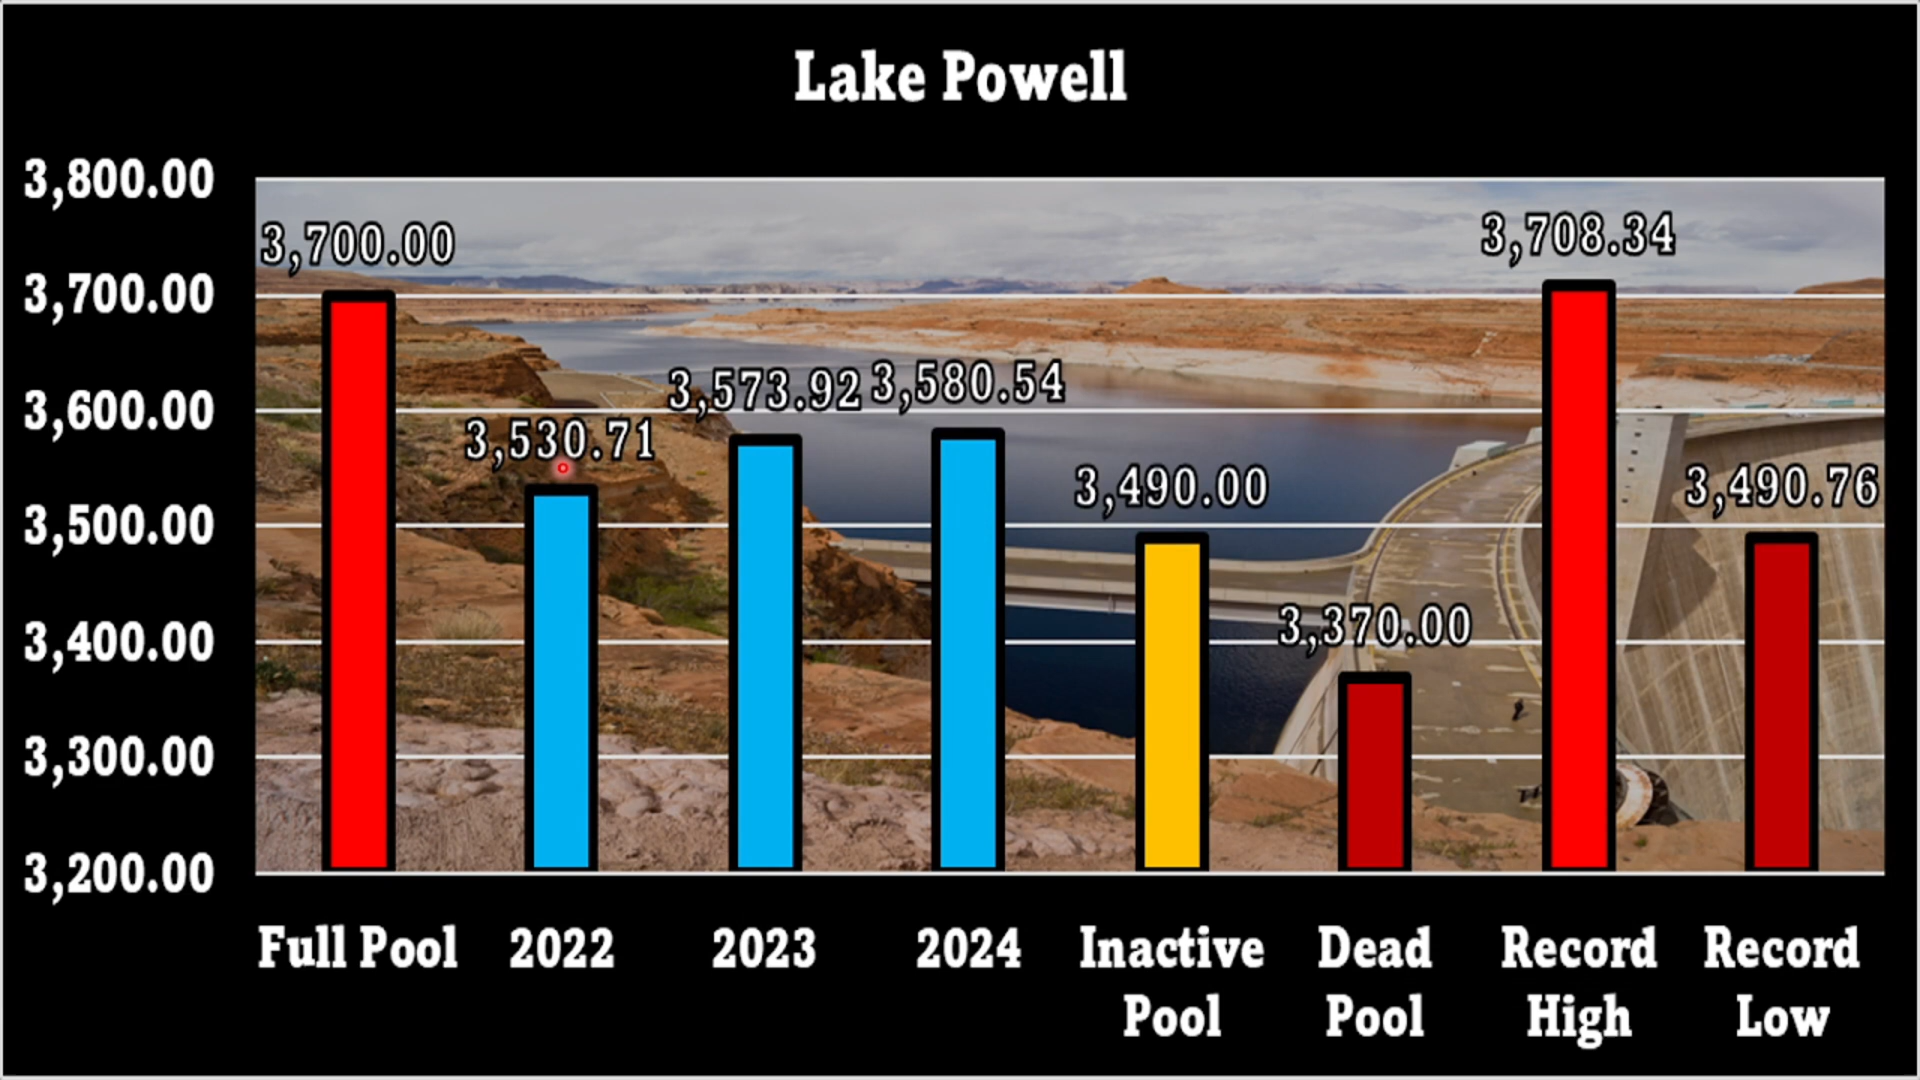 Lake Powell
3,800.00
3,700.00
3,600.00
3,500.00
3,400.00
3,300.00
3,200.00
3,700.00
3,530.71
3,573.92
3,580.54
3,490.00
3,370.00
3,708.34
3,490.76
Full Pool
2022
2023
2024
Inactive
Pool
Dead
Pool
Record
High
Record
Low